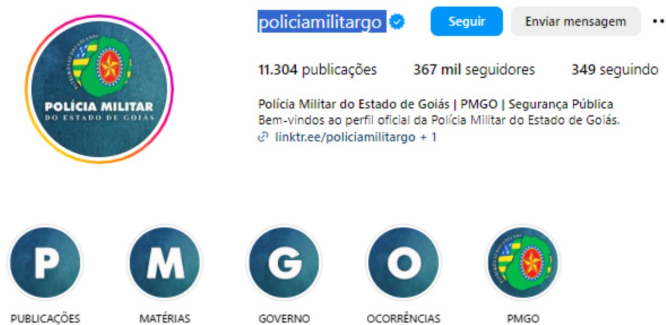 policiamilitargo
Seguir
Enviar mensagem
11.304 publicações
367 mil seguidores
349 seguindo
POLÍCIA MILITAR
DO ESTADO DE GOIÁS
Polícia Militar do Estado de Goiás | PMGO | Segurança Pública
Bem-vindos ao perfil oficial da Polícia Militar do Estado de Goiás.
linktr.ee/policiamilitargo + 1
P
M
G
O
PUBLICAÇÕES
MATÉRIAS
GOVERNO
OCORRÊNCIAS
PMGO